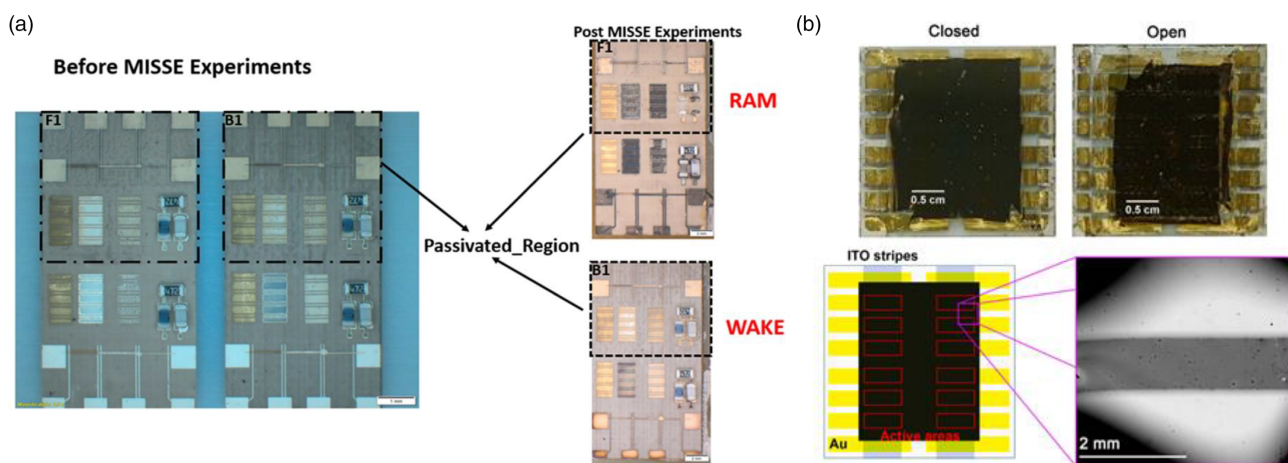 (a)
Before MISSE Experiments
F1
B1
Passivated_Region
Post MISSE Experiments
F1
RAM
B1
WAKE
(b)
Closed
Open
0.5 cm
0.5 cm
ITO stripes
Au
Active areas
2 mm